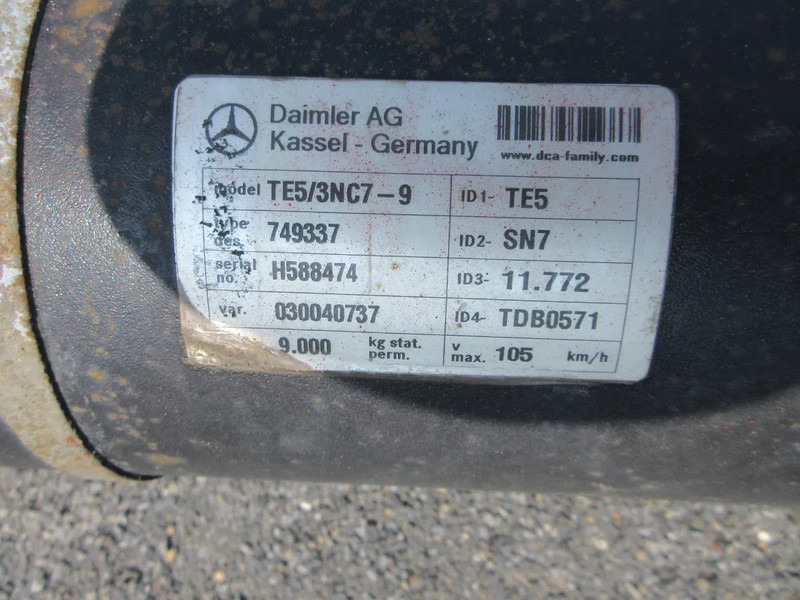 Daimler AG
Kassel - Germany
www.dca-family.com
model TE5/3NC7-9 ID1- TE5
type des. 749337 ID2- SN7
serial no. H588474 ID3- 11.772
var. 030040737 ID4- TDB0571
9.000 kg stat. perm. v max. 105 km/h